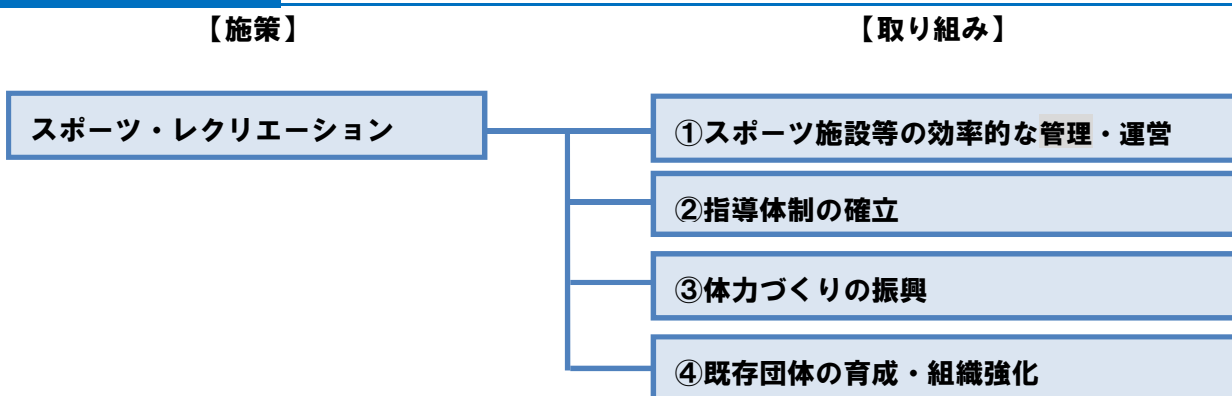 【施策】
【取り組み】
スポーツ・レクリエーション
①スポーツ施設等の効率的な管理・運営
②指導体制の確立
③体力づくりの振興
④既存団体の育成・組織強化